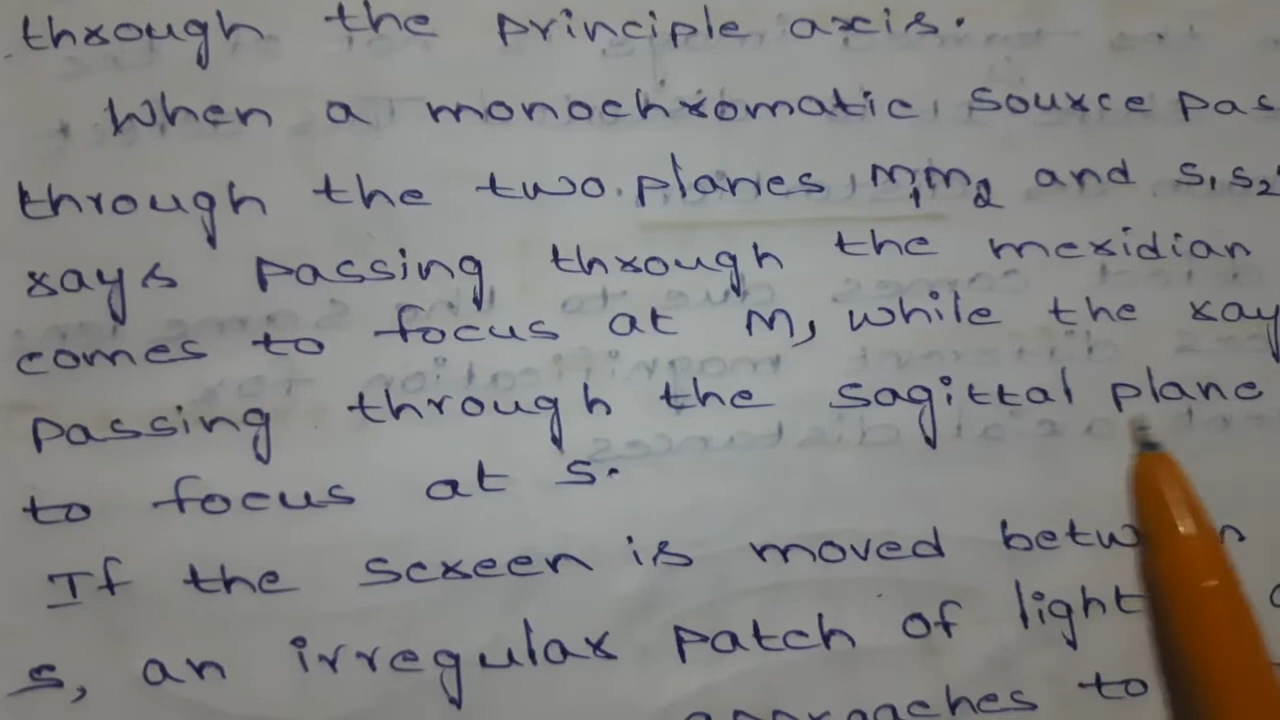 through the principle axis.
When a monochromatic source pas
through the two planes M1M2 and S1S2
rays passing through the meridian
comes to focus at M, while the ray
passing through the sagittal plane
to focus at S.
If the screen is moved betw n
S, an irregular patch of light
approaches to